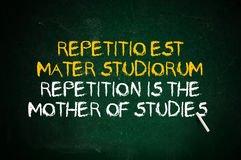 REPETITIO EST
MATER STUDIORUM
REPETITION IS THE
MOTHER OF STUDIES